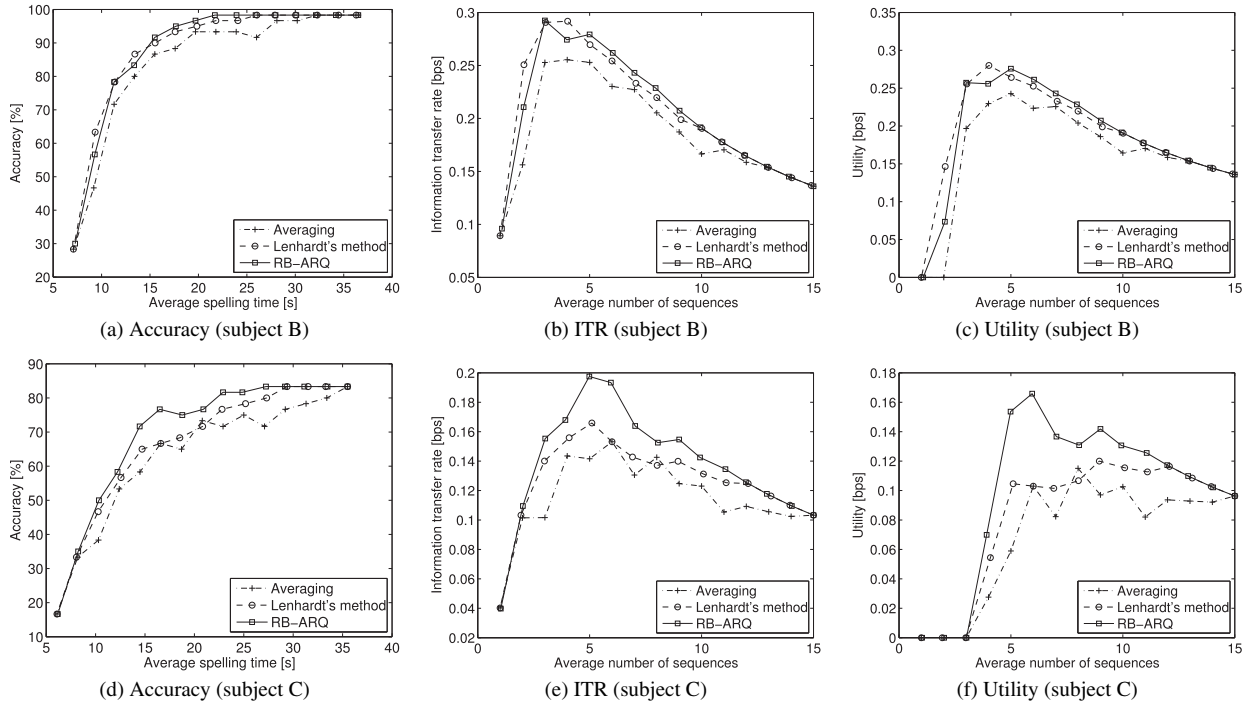 Accuracy [%]
100
90
80
70
60
50
40
30
20
5 10 15 20 25 30 35 40
Average spelling time [s]
Averaging
Lenhardt's method
RB−ARQ
(a) Accuracy (subject B)
Information transfer rate [bps]
0.3
0.25
0.2
0.15
0.1
0.05
0 5 10 15
Average number of sequences
Averaging
Lenhardt's method
RB−ARQ
(b) ITR (subject B)
Utility [bps]
0.35
0.3
0.25
0.2
0.15
0.1
0.05
0
0 5 10 15
Average number of sequences
Averaging
Lenhardt's method
RB−ARQ
(c) Utility (subject B)
Accuracy [%]
90
80
70
60
50
40
30
20
10
5 10 15 20 25 30 35 40
Average spelling time [s]
Averaging
Lenhardt's method
RB−ARQ
(d) Accuracy (subject C)
Information transfer rate [bps]
0.2
0.18
0.16
0.14
0.12
0.1
0.08
0.06
0.04
0.02
0 5 10 15
Average number of sequences
Averaging
Lenhardt's method
RB−ARQ
(e) ITR (subject C)
Utility [bps]
0.18
0.16
0.14
0.12
0.1
0.08
0.06
0.04
0.02
0
0 5 10 15
Average number of sequences
Averaging
Lenhardt's method
RB−ARQ
(f) Utility (subject C)